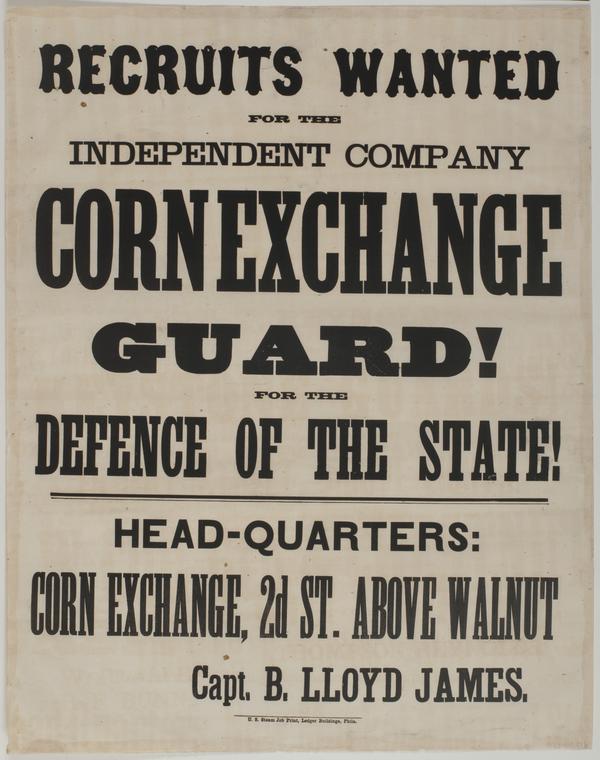 RECRUITS WANTED
FOR THE
INDEPENDENT COMPANY
CORN EXCHANGE
GUARD!
FOR THE
DEFENCE OF THE STATE!
HEAD-QUARTERS:
CORN EXCHANGE, 2d ST. ABOVE WALNUT
Capt. B. LLOYD JAMES.
U. S. Steam Job Print, Ledger Buildings, Phila.